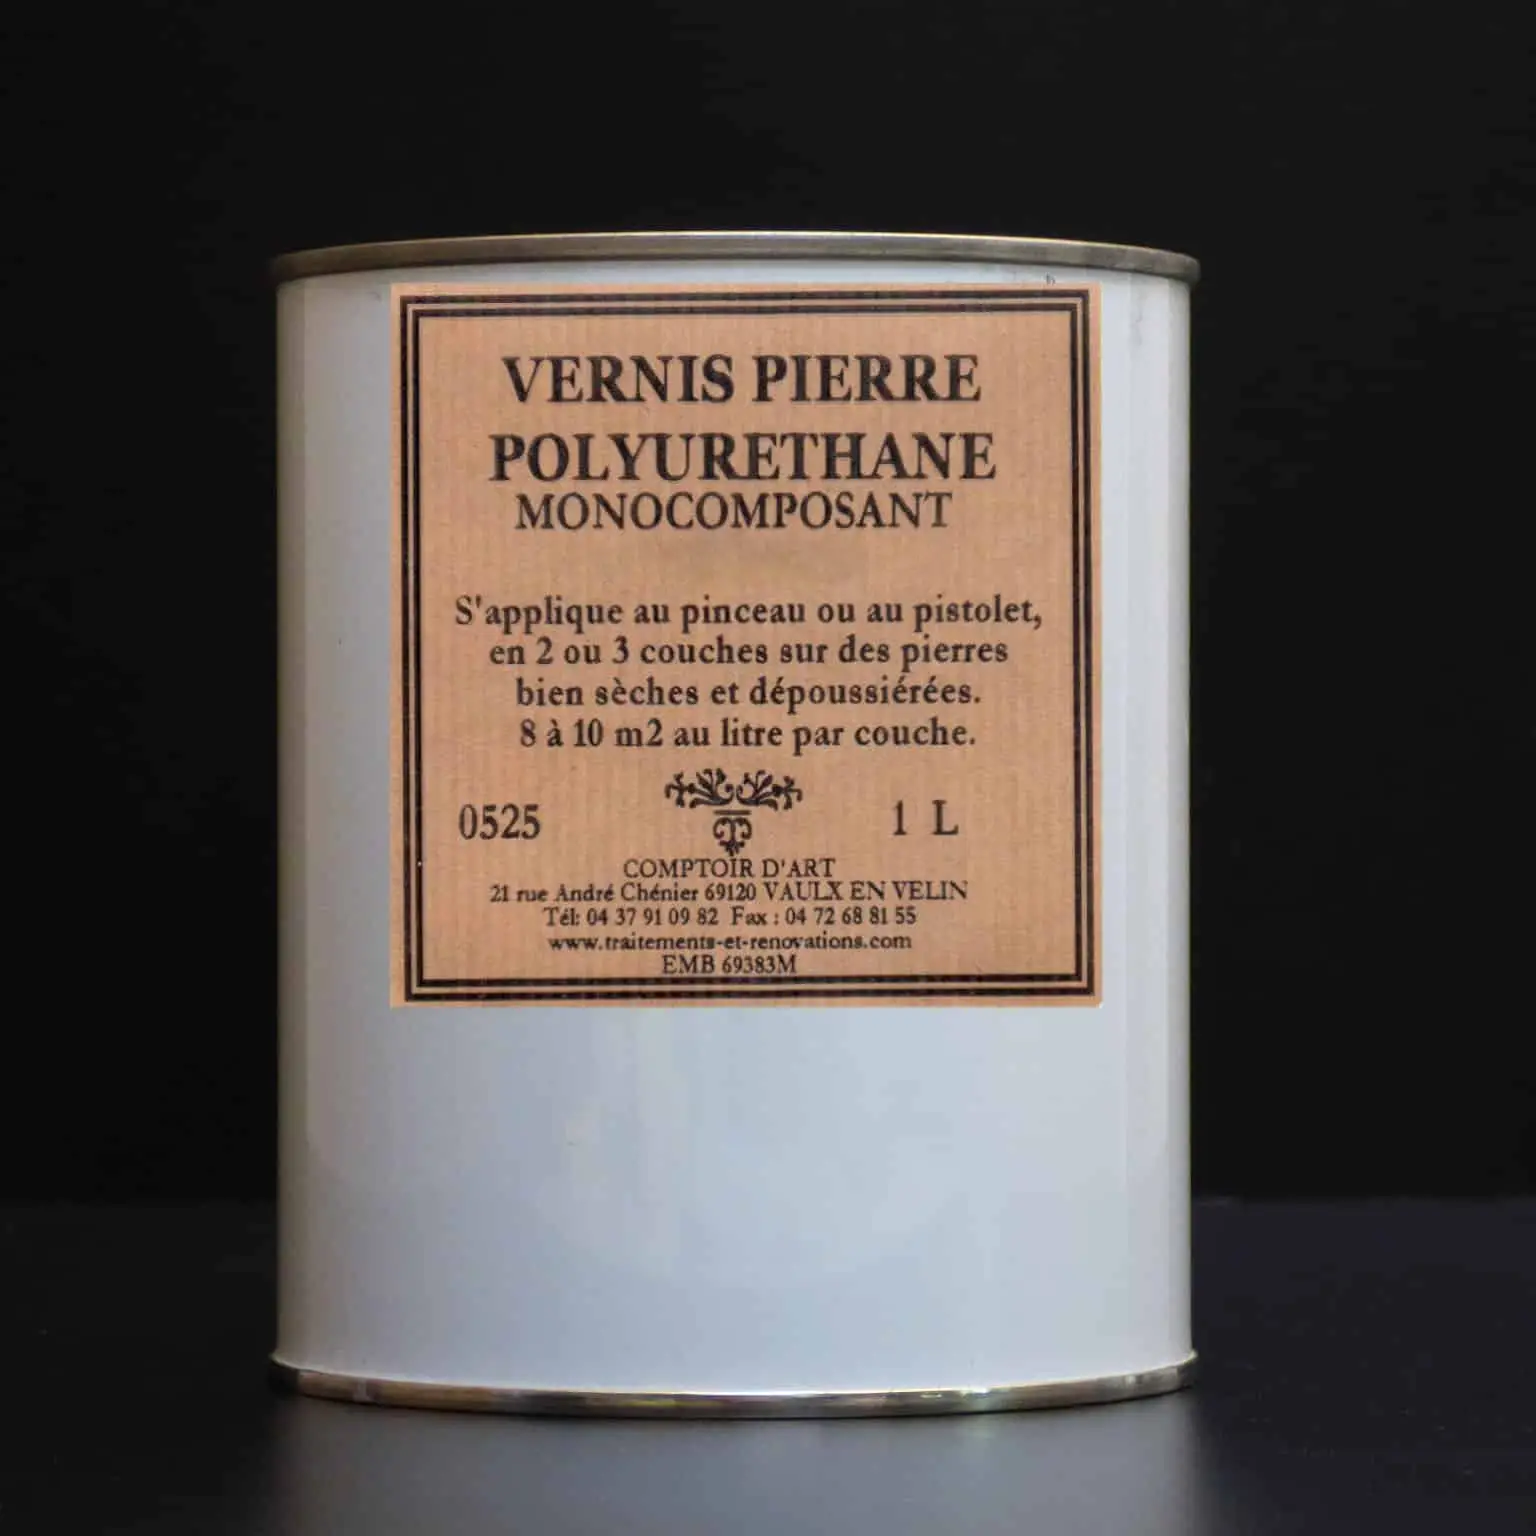 VERNIS PIERRE
POLYURETHANE
MONOCOMPOSANT
S'applique au pinceau ou au pistolet,
en 2 ou 3 couches sur des pierres
bien sèches et dépoussiérées.
8 à 10 m2 au litre par couche.
0525 1 L
COMPTOIR D'ART
21 rue André Chénier 69120 VAULX EN VELIN
Tél: 04 37 91 09 82 Fax : 04 72 68 81 55
www.traitements-et-renovations.com
EMB 69383M